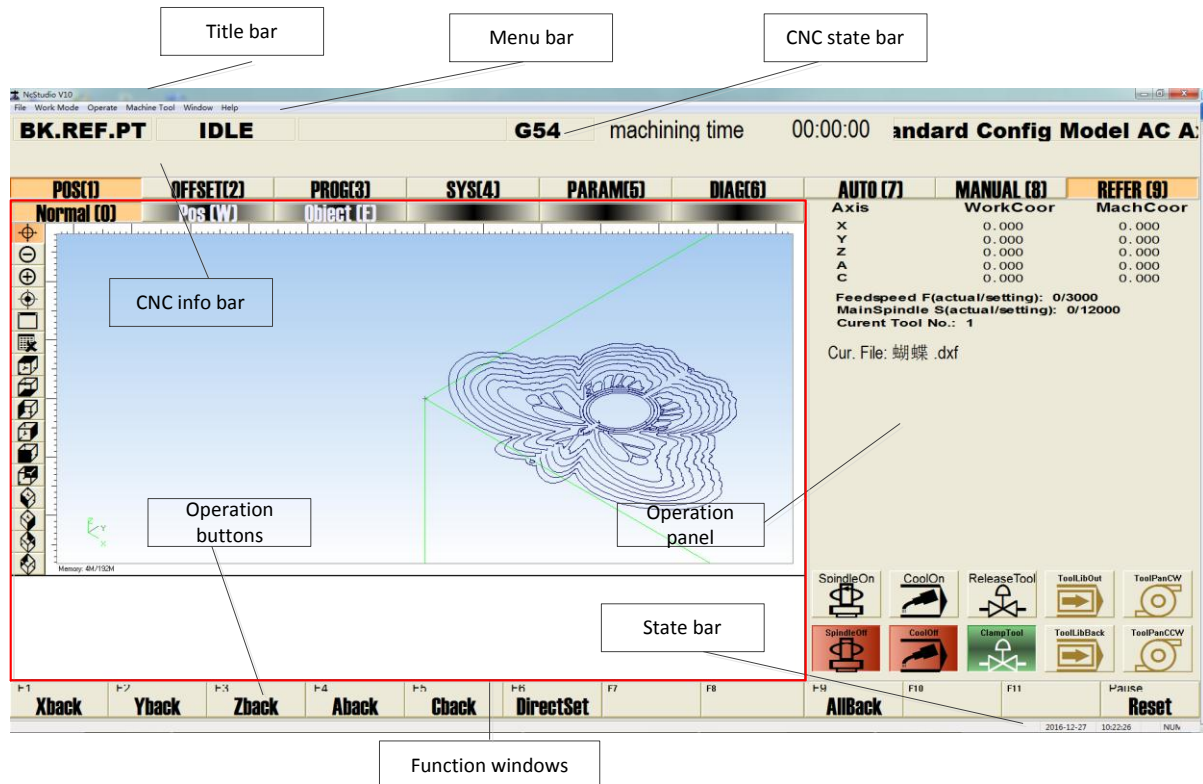 Title bar
Menu bar
CNC state bar
NcStudio V10
File Work Mode Operate Machine Tool Window Help
BK.REF.PT IDLE G54 machining time 00:00:00 andard Config Model AC A
POS(1) OFFSET(2) PROG(3) SYS(4) PARAM(5) DIAG(6) AUTO (7) MANUAL (8) REFER (9)
Normal (0) Pos (W) Object (E)
Axis WorkCoor MachCoor
X 0.000 0.000
Y 0.000 0.000
Z 0.000 0.000
A 0.000 0.000
C 0.000 0.000
Feedspeed F(actual/setting): 0/3000
MainSpindle S(actual/setting): 0/12000
Curent Tool No.: 1
Cur. File: 蝴蝶 .dxf
CNC info bar
Operation
buttons
Operation
panel
Z
Y
X
Memory: 4M/192M
SpindleOn CoolOn ReleaseTool ToolLibOut ToolPanCW
State bar
SpindleOff CoolOff ClampTool ToolLibBack ToolPanCCW
F1 F2 F3 F4 F5 F6 F7 F8 F9 F10 F11 Pause
Xback Yback Zback Aback Cback DirectSet AllBack Reset
2016-12-27 10:22:26 NUM
Function windows